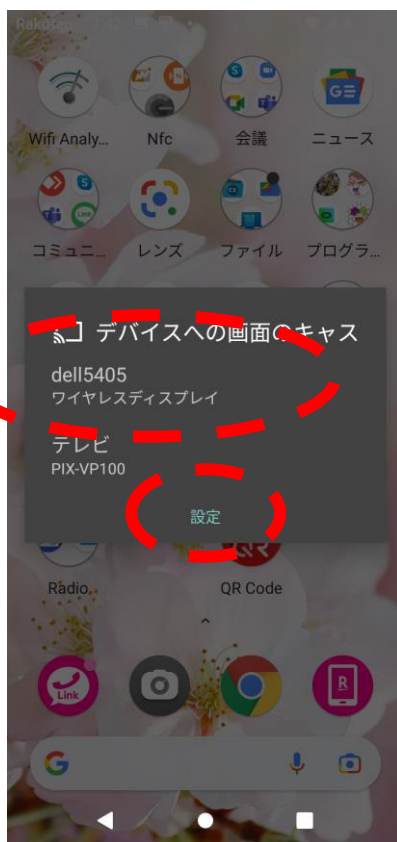 Rakuten 7:42
Wifi Analy...
Nfc
会議
ニュース
コミュニ...
レンズ
ファイル
プログラ...
デバイスへの画面のキャス
dell5405
ワイヤレスディスプレイ
テレビ
PIX-VP100
設定
Radio..
QR Code
Link
R